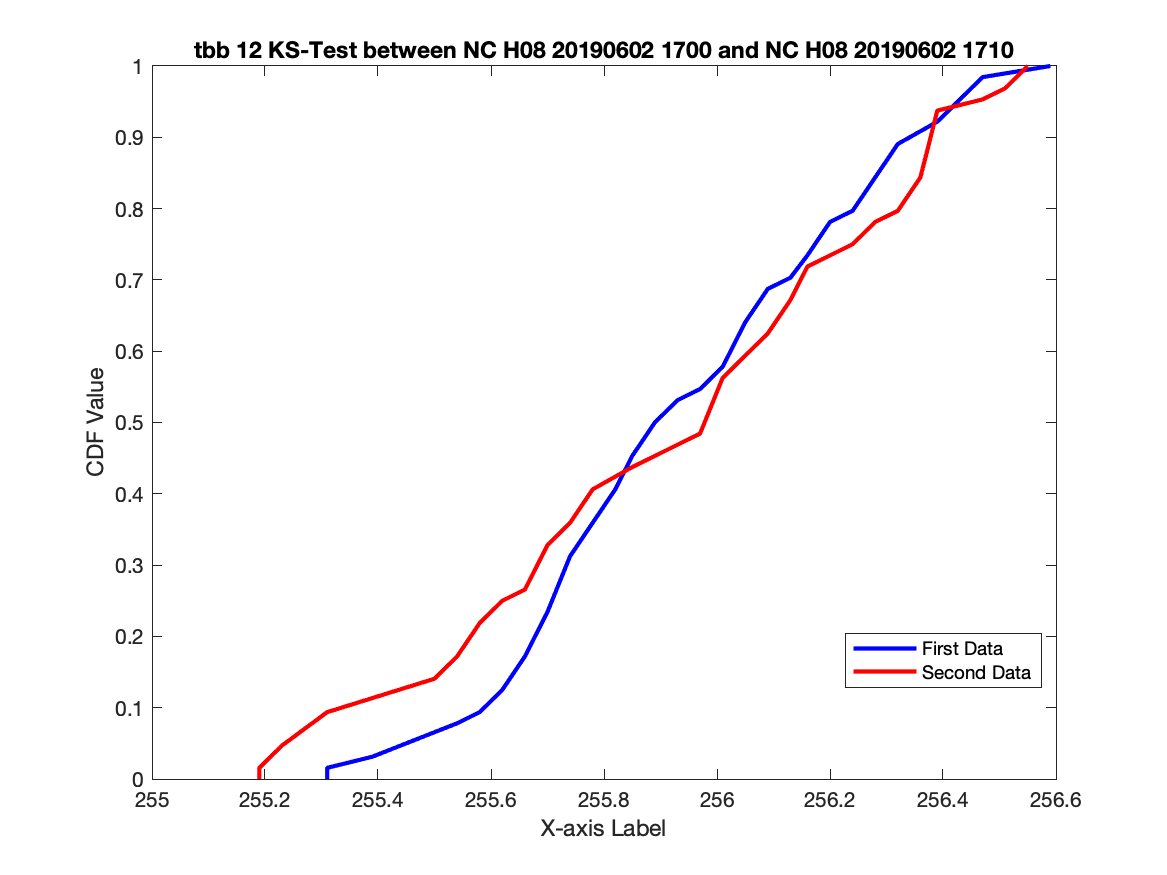 tbb 12 KS-Test between NC H08 20190602 1700 and NC H08 20190602 1710
1
0.9
0.8
0.7
0.6
0.5
0.4
0.3
0.2
0.1
0
CDF Value
First Data
Second Data
255 255.2 255.4 255.6 255.8 256 256.2 256.4 256.6
X-axis Label